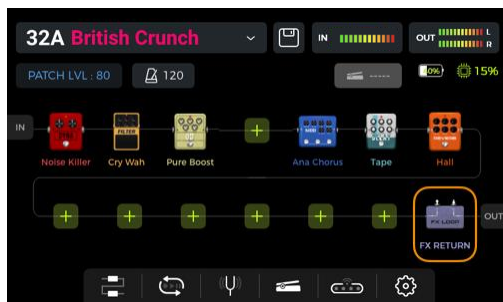 32A British Crunch
IN
OUT
L
R
PATCH LVL : 80
120
-----
0%
15%
IN
FILTER
MOD
Noise Killer
Cry Wah
Pure Boost
Ana Chorus
Tape
Hall
FX LOOP
OUT
FX RETURN